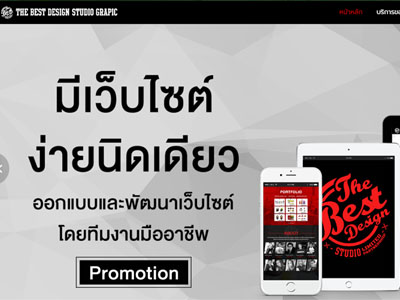 THE BEST DESIGN STUDIO GRAPIC
หน้าหลัก
มีเว็บไซต์
ง่ายนิดเดียว
ออกแบบและพัฒนาเว็บไซต์
โดยทีมงานมืออาชีพ
Promotion
PORTFOLIO
The
Best
Design
STUDIO LIMITED